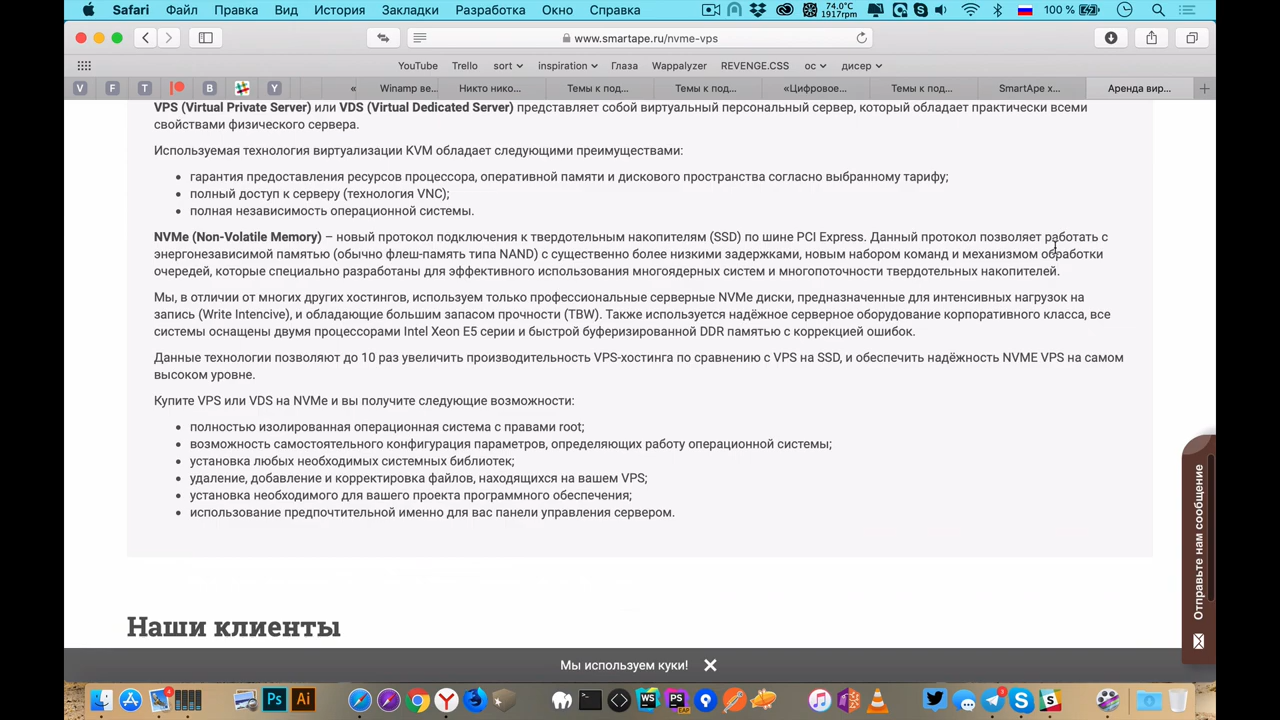 Safari Файл Правка Вид История Закладки Разработка Окно Справка 74.0°C 1917rpm 100 %
www.smartape.ru/nvme-vps
YouTube Trello sort inspiration Глаза Wappalyzer REVENGE.CSS ос дисер
V F T B Y « Winamp ве... Никто нико... Темы к под... Темы к под... «Цифровое... Темы к под... SmartApe х... Аренда вир...
VPS (Virtual Private Server) или VDS (Virtual Dedicated Server) представляет собой виртуальный персональный сервер, который обладает практически всеми
свойствами физического сервера.
Используемая технология виртуализации KVM обладает следующими преимуществами:
• гарантия предоставления ресурсов процессора, оперативной памяти и дискового пространства согласно выбранному тарифу;
• полный доступ к серверу (технология VNC);
• полная независимость операционной системы.
NVMe (Non-Volatile Memory) – новый протокол подключения к твердотельным накопителям (SSD) по шине PCI Express. Данный протокол позволяет работать с
энергонезависимой памятью (обычно флеш-память типа NAND) с существенно более низкими задержками, новым набором команд и механизмом обработки
очередей, которые специально разработаны для эффективного использования многоядерных систем и многопоточности твердотельных накопителей.
Мы, в отличии от многих других хостингов, используем только профессиональные серверные NVMe диски, предназначенные для интенсивных нагрузок на
запись (Write Intencive), и обладающие большим запасом прочности (TBW). Также используется надёжное серверное оборудование корпоративного класса, все
системы оснащены двумя процессорами Intel Xeon E5 серии и быстрой буферизированной DDR памятью с коррекцией ошибок.
Данные технологии позволяют до 10 раз увеличить производительность VPS-хостинга по сравнению с VPS на SSD, и обеспечить надёжность NVME VPS на самом
высоком уровне.
Купите VPS или VDS на NVMe и вы получите следующие возможности:
• полностью изолированная операционная система с правами root;
• возможность самостоятельного конфигурация параметров, определяющих работу операционной системы;
• установка любых необходимых системных библиотек;
• удаление, добавление и корректировка файлов, находящихся на вашем VPS;
• установка необходимого для вашего проекта программного обеспечения;
• использование предпочтительной именно для вас панели управления сервером.
Отправьте нам сообщение
Наши клиенты
Мы используем куки!
Ps Ai WS PS EAP